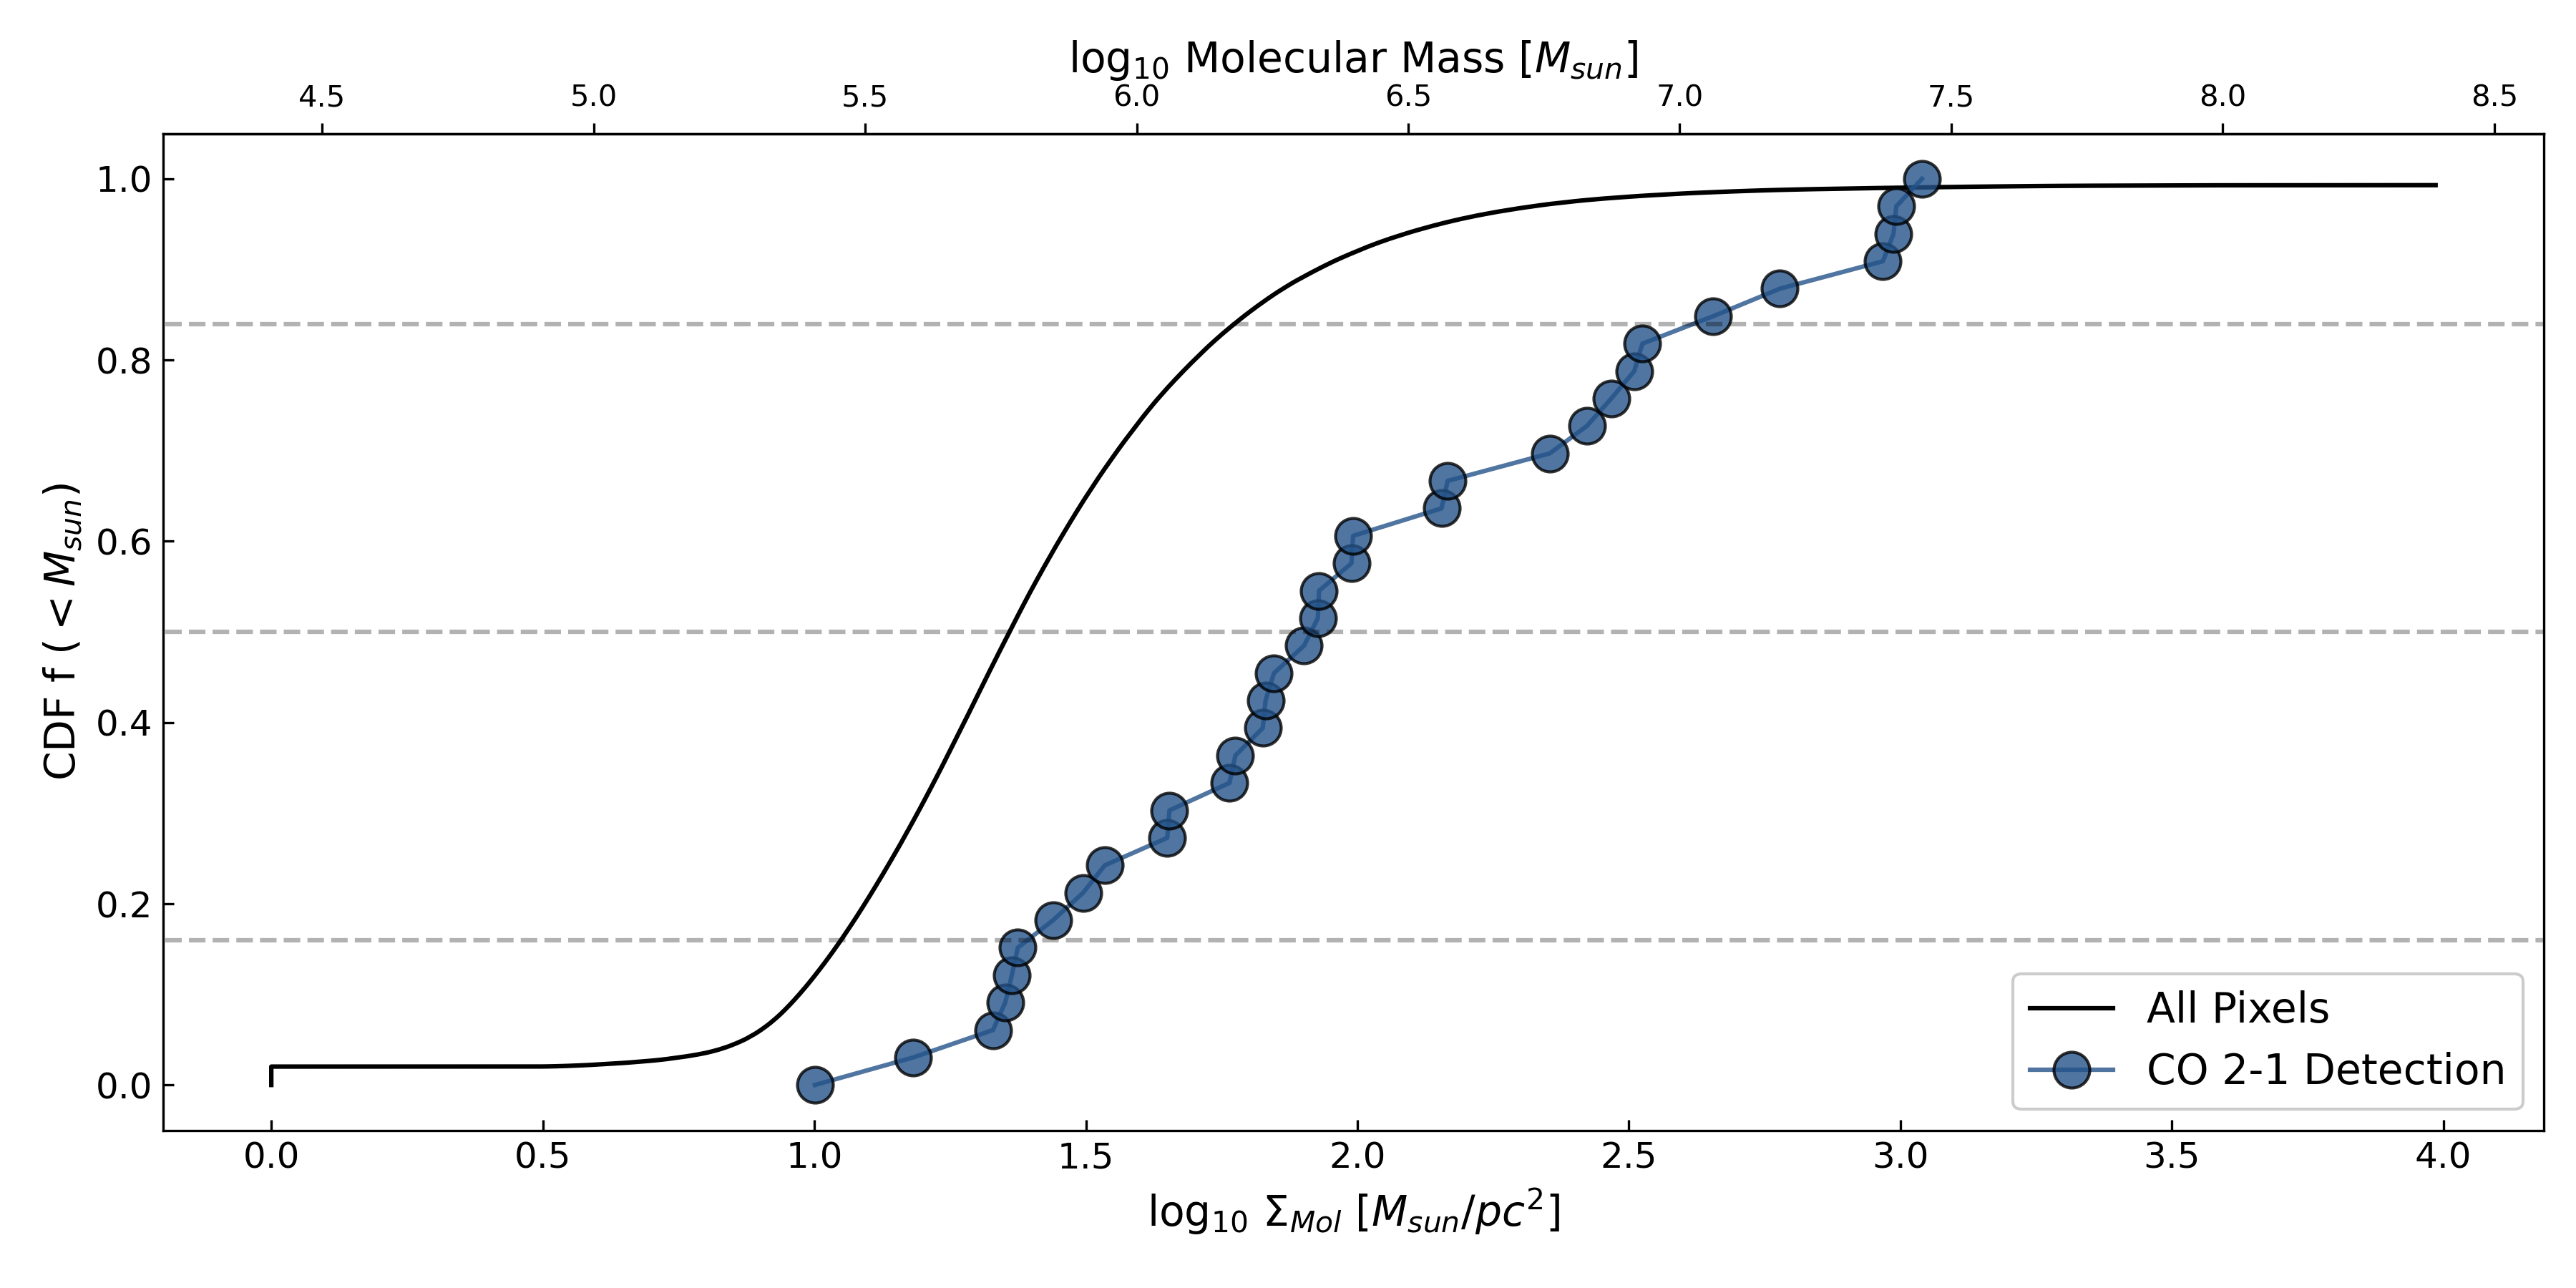 log₁₀ Molecular Mass [M_sun]
4.5 5.0 5.5 6.0 6.5 7.0 7.5 8.0 8.5
CDF f ( < M_sun)
1.0
0.8
0.6
0.4
0.2
0.0
All Pixels
CO 2-1 Detection
0.0 0.5 1.0 1.5 2.0 2.5 3.0 3.5 4.0
log₁₀ Σ_Mol [M_sun/pc²]